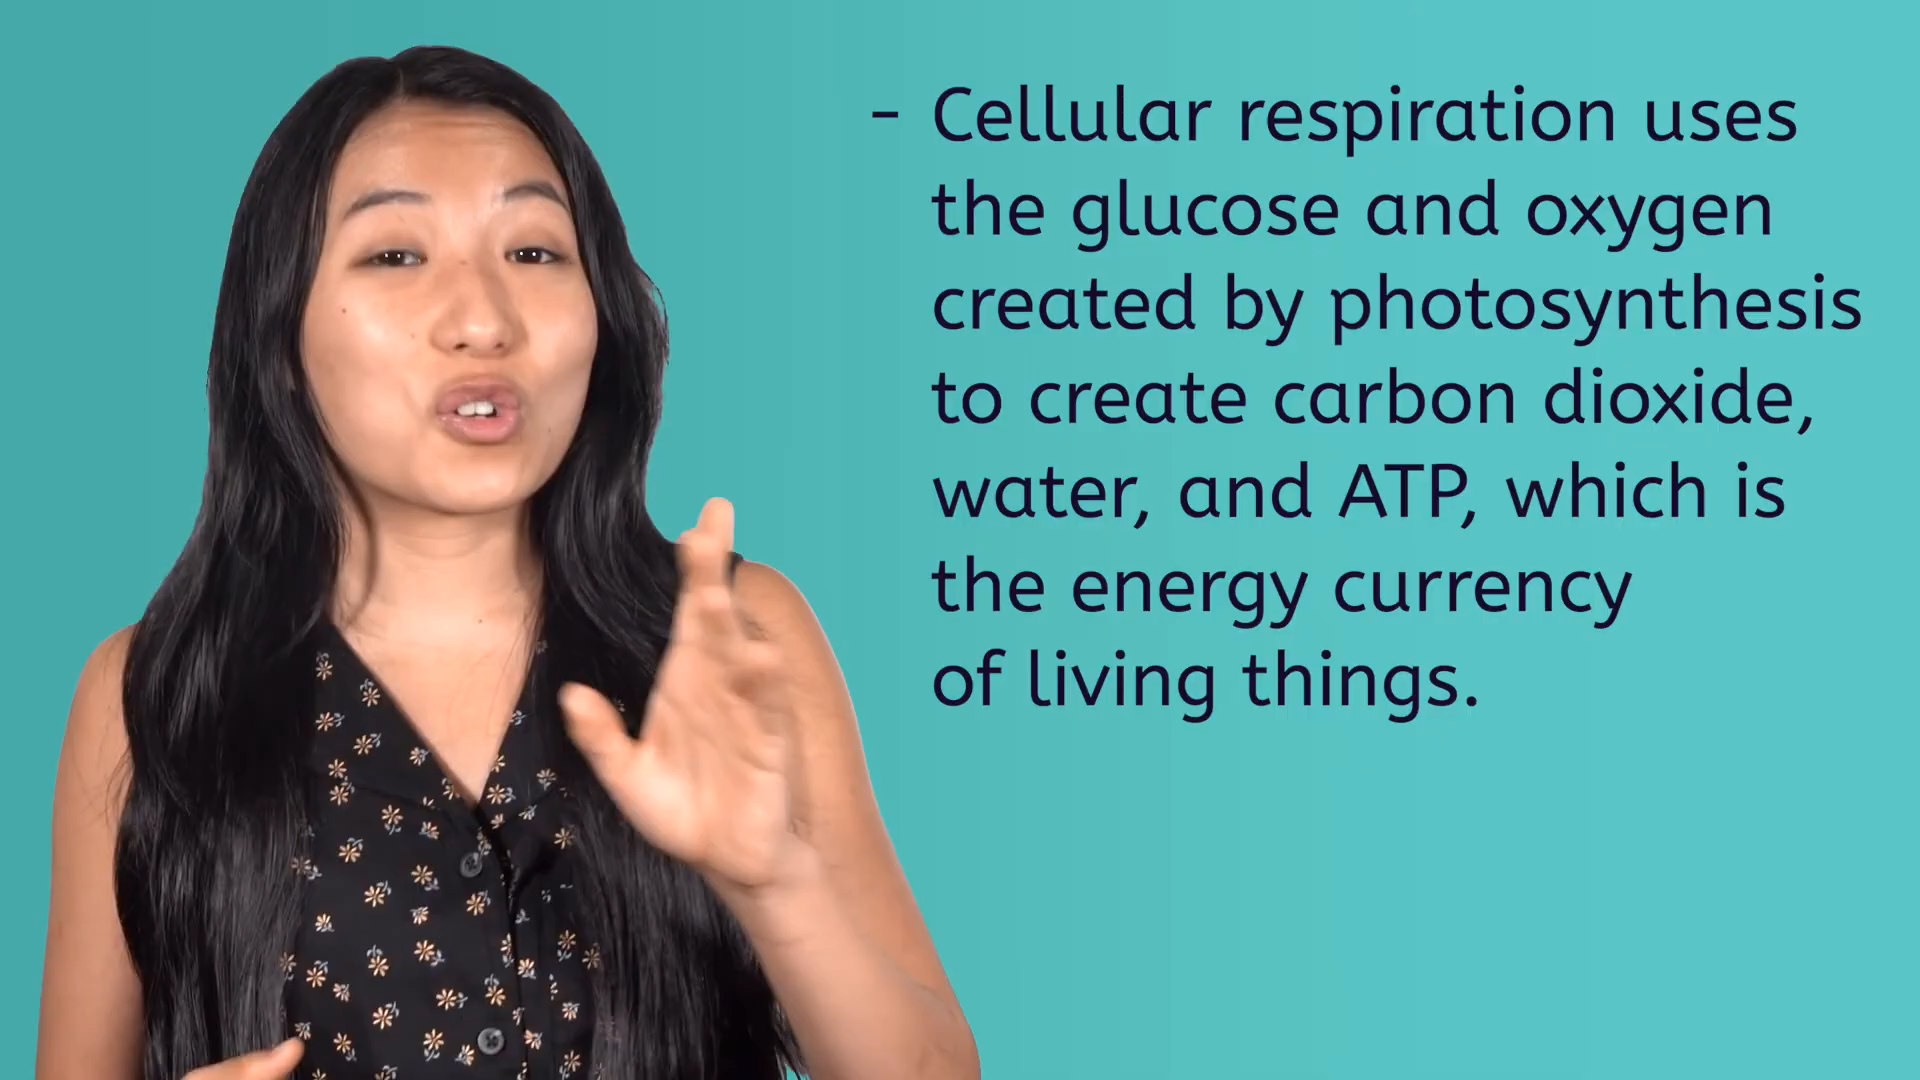 - Cellular respiration uses
the glucose and oxygen
created by photosynthesis
to create carbon dioxide,
water, and ATP, which is
the energy currency
of living things.